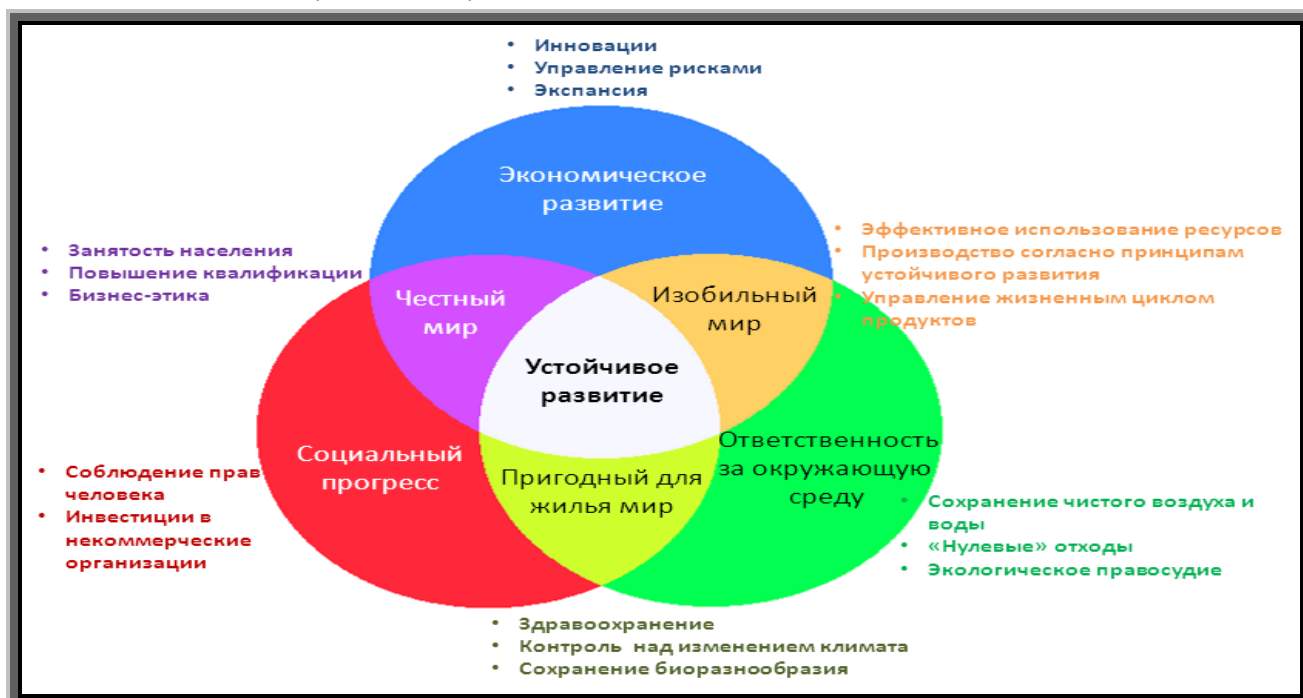 • Инновации
• Управление рисками
• Экспансия
Экономическое
развитие
• Занятость населения
• Повышение квалификации
• Бизнес-этика
• Эффективное использование ресурсов
• Производство согласно принципам
устойчивого развития
• Управление жизненным циклом
продуктов
Честный
мир
Изобильный
мир
Устойчивое
развитие
Социальный
прогресс
Пригодный для
жилья мир
Ответственность
за окружающую
среду
• Соблюдение прав
человека
• Инвестиции в
некоммерческие
организации
• Сохранение чистого воздуха и
воды
• «Нулевые» отходы
• Экологическое правосудие
• Здравоохранение
• Контроль над изменением климата
• Сохранение биоразнообразия